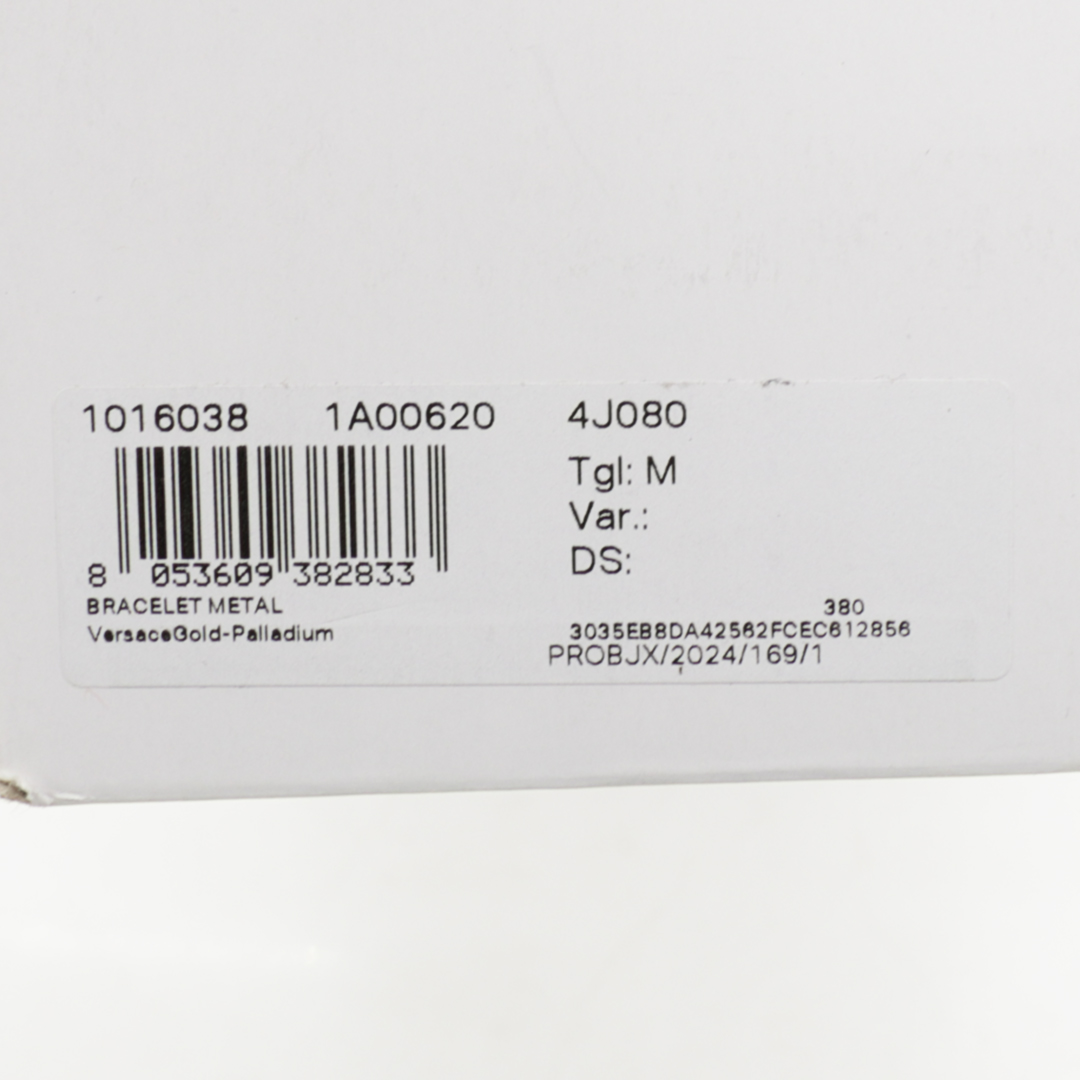 1016038 1A00620 4J080
Tgl: M
Var.:
DS:
8 053609 382833
BRACELET METAL
VersaceGold-Palladium
380
3035EB8DA42562FCEC612856
PROBJX/2024/169/1